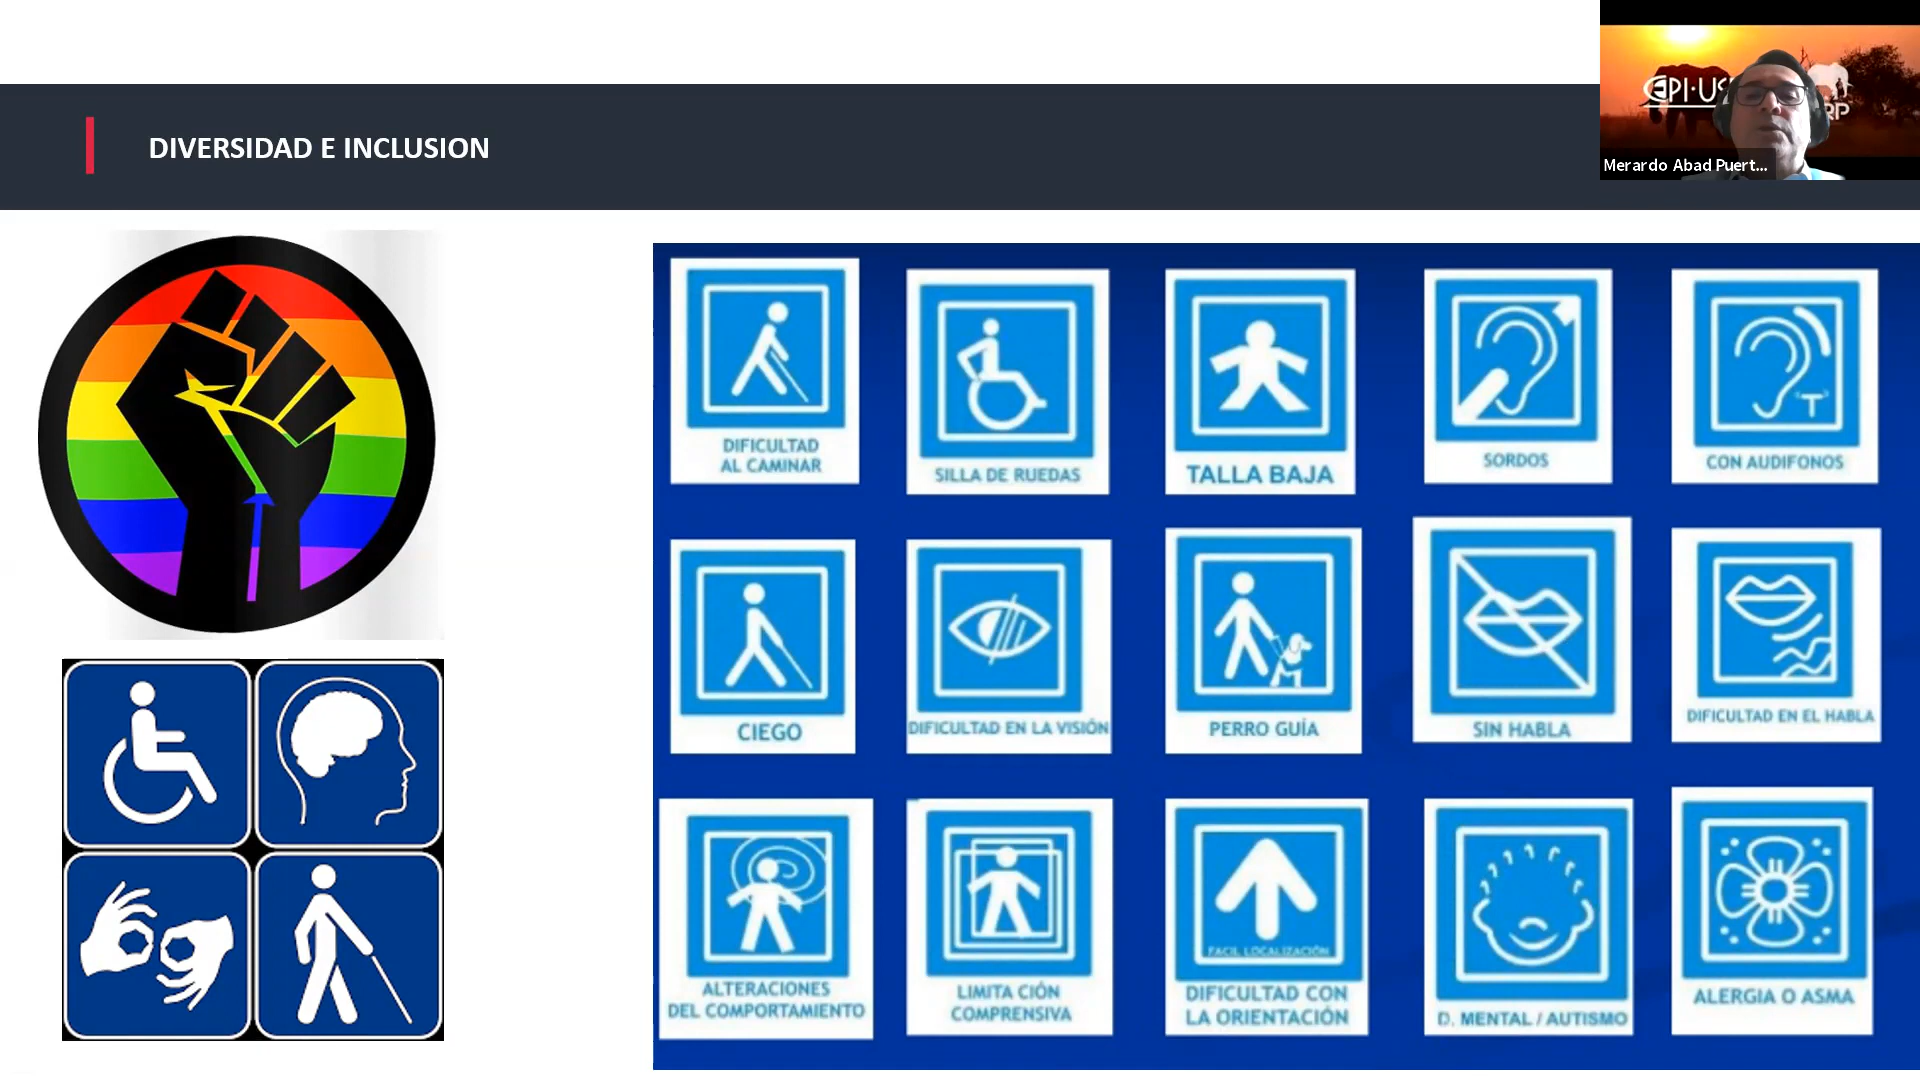 DIVERSIDAD E INCLUSION
Merardo Abad Puert...
DIFICULTAD
AL CAMINAR
SILLA DE RUEDAS
TALLA BAJA
SORDOS
CON AUDIFONOS
"T"
CIEGO
DIFICULTAD EN LA VISIÓN
PERRO GUÍA
SIN HABLA
DIFICULTAD EN EL HABLA
ALTERACIONES
DEL COMPORTAMIENTO
LIMITA CIÓN
COMPRENSIVA
FACIL LOCALIZACIÓN
DIFICULTAD CON
LA ORIENTACIÓN
D. MENTAL / AUTISMO
ALERGIA O ASMA